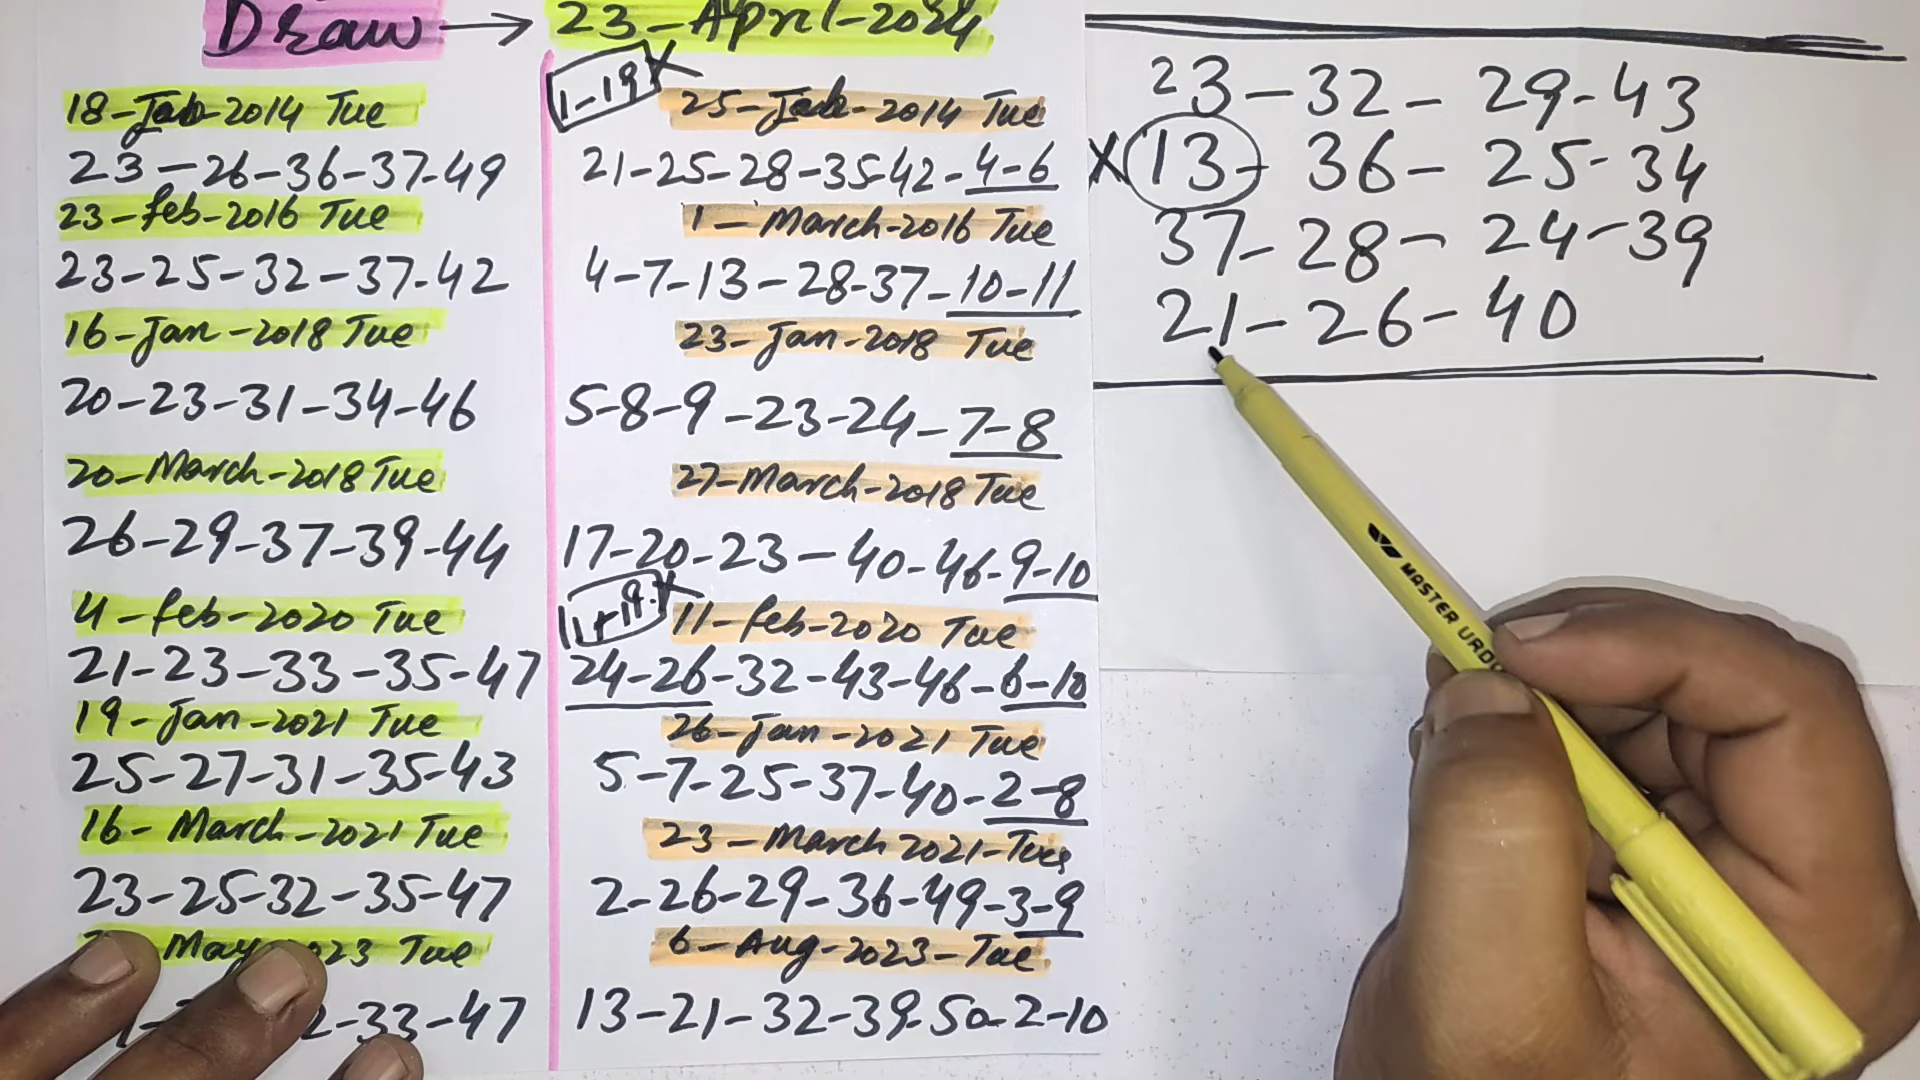 Draw → 23-April-2024
18-Jab-2014 Tue
23-26-36-37-49
23-feb-2016 Tue
23-25-32-37-42
16-Jan-2018 Tue
20-23-31-34-46
20-March-2018 Tue
26-29-37-39-44
4-feb-2020 Tue
21-23-33-35-47
19-Jan-2021 Tue
25-27-31-35-43
16-March-2021 Tue
23-25-32-35-47
May 23 Tue
2-33-47
1-19 X
25- -2014 Tue
21-25-28-35-42-4-6
1-March-2016 Tue
4-7-13-28-37-10-11
23-Jan-2018 Tue
5-8-9-23-24-7-8
27-March-2018 Tue
17-20-23-40-46-9-10
11-feb-2020 Tue
24-26-32-43-46-6-10
26-Jan-2021 Tue
5-7-25-37-40-2-8
23-March 2021-Tue
2-26-29-36-49-3-9
6-Aug-2023-Tue
13-21-32-39-50-2-10
23-32-29-43
X 13-36-25-34
37-28-24-39
21-26-40
MASTER URO